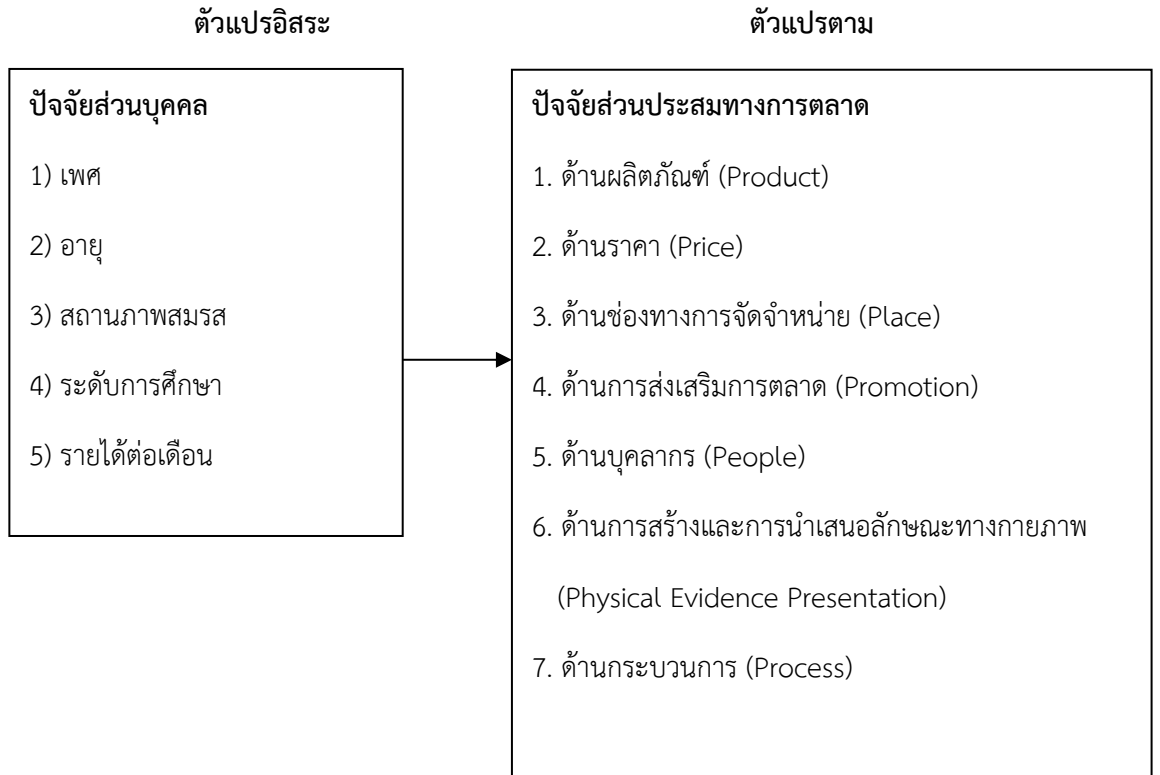 ตัวแปรอิสระ
ตัวแปรตาม
ปัจจัยส่วนบุคคล
1) เพศ
2) อายุ
3) สถานภาพสมรส
4) ระดับการศึกษา
5) รายได้ต่อเดือน
ปัจจัยส่วนประสมทางการตลาด
1. ด้านผลิตภัณฑ์ (Product)
2. ด้านราคา (Price)
3. ด้านช่องทางการจัดจำหน่าย (Place)
4. ด้านการส่งเสริมการตลาด (Promotion)
5. ด้านบุคลากร (People)
6. ด้านการสร้างและการนำเสนอลักษณะทางกายภาพ
(Physical Evidence Presentation)
7. ด้านกระบวนการ (Process)